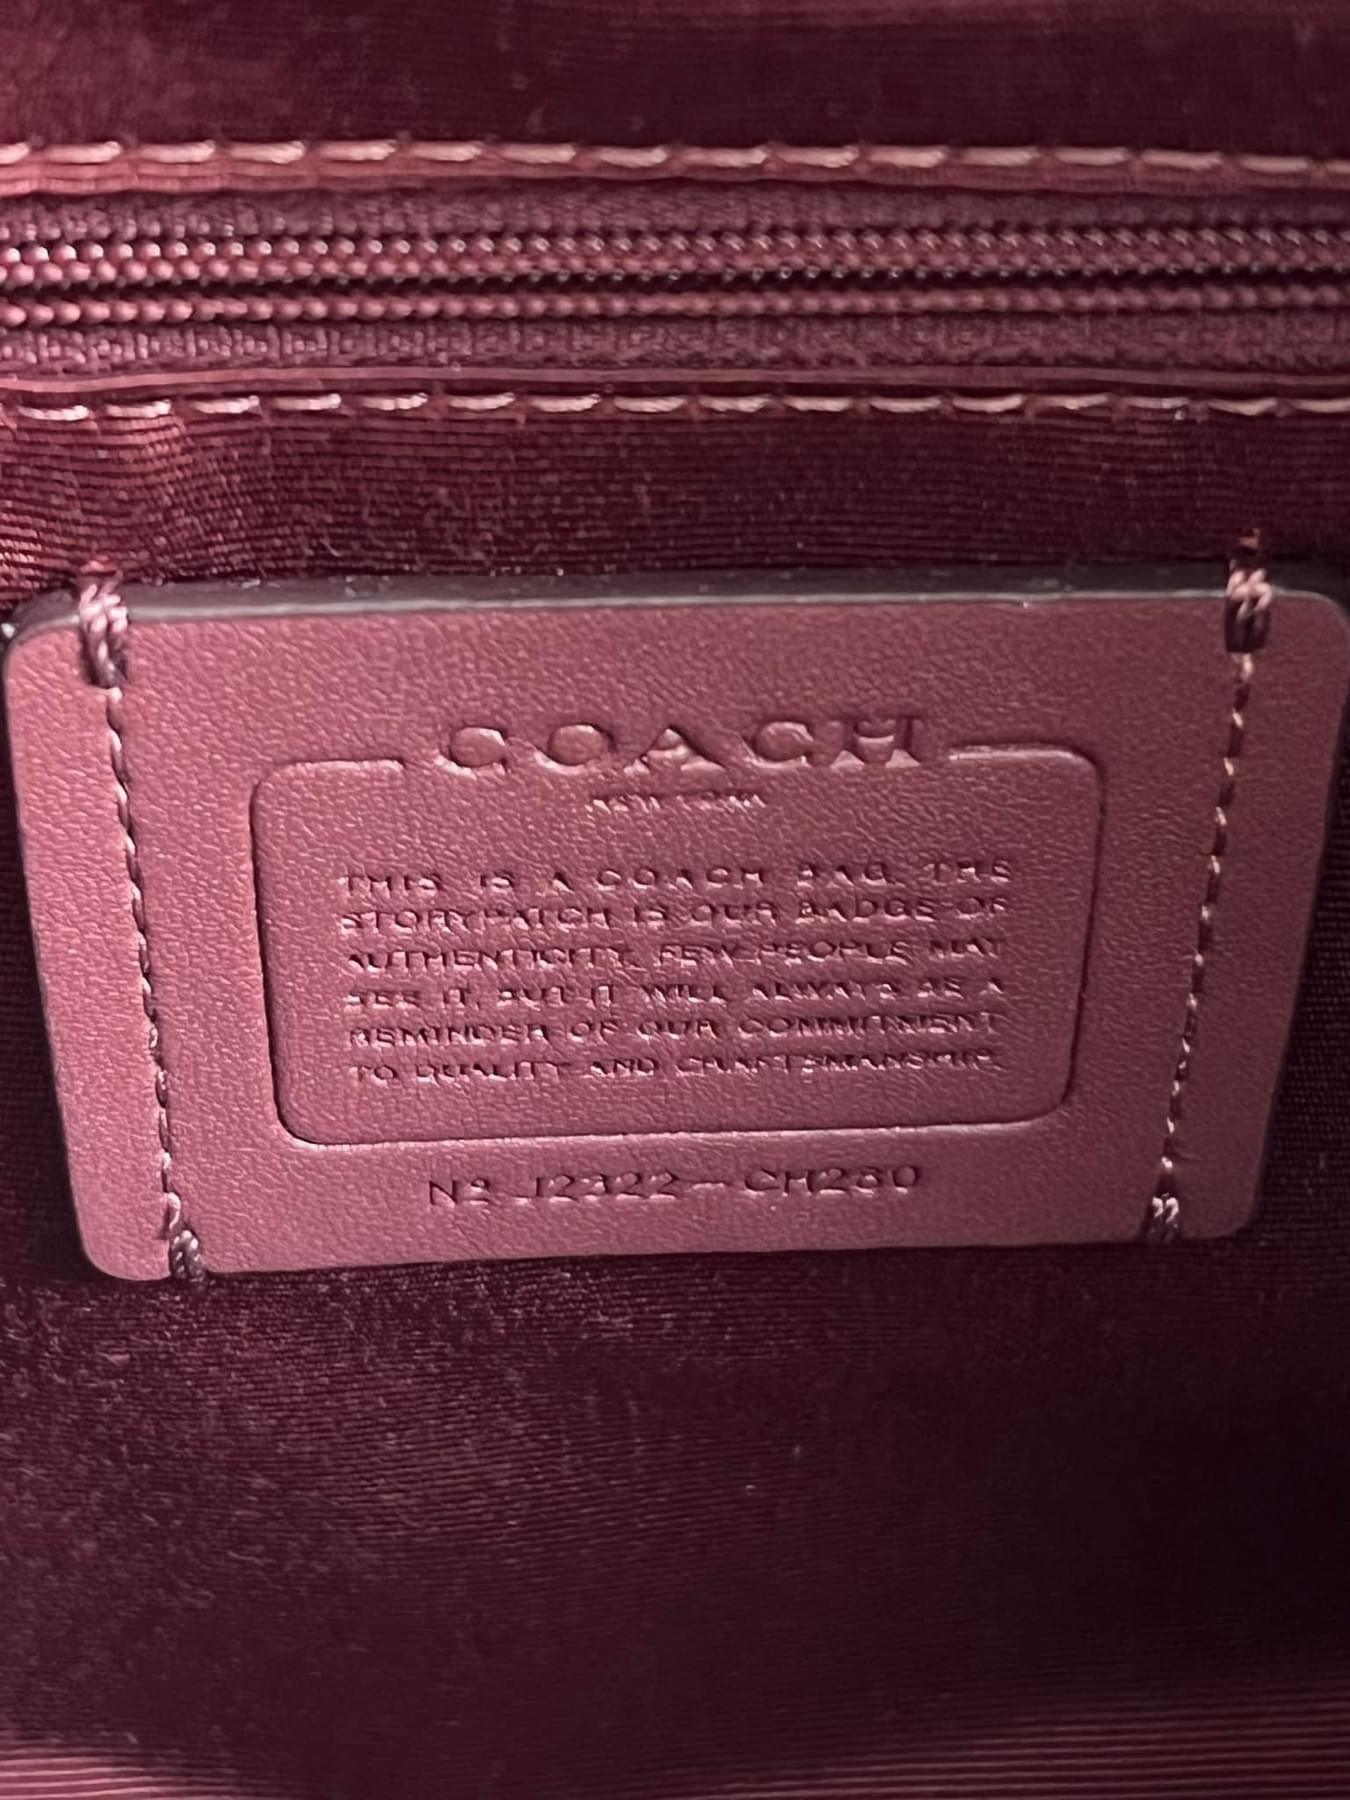 COACH
NEW YORK
THIS IS A COACH BAG. THE
STORYPATCH IS OUR BADGE OF
AUTHENTICITY. FEW PEOPLE MAY
SEE IT, BUT IT WILL ALWAYS BE A
REMINDER OF OUR COMMITMENT
TO QUALITY AND CRAFTSMANSHIP.
Nº J2322-CH280